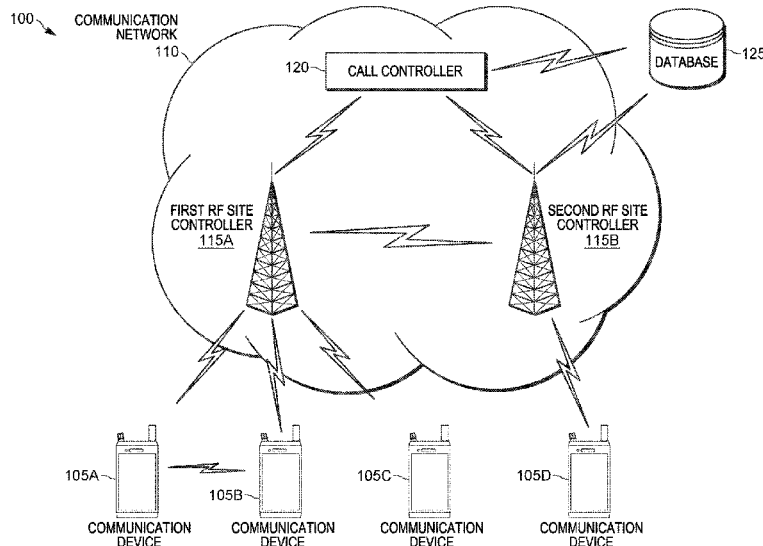 100
COMMUNICATION
NETWORK
110
120
CALL CONTROLLER
DATABASE
125
FIRST RF SITE
CONTROLLER
115A
SECOND RF SITE
CONTROLLER
115B
105A
105B
105C
105D
COMMUNICATION
DEVICE
COMMUNICATION
DEVICE
COMMUNICATION
DEVICE
COMMUNICATION
DEVICE